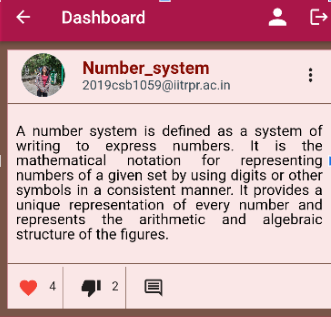 Dashboard
Number_system
2019csb1059@iitrpr.ac.in
A number system is defined as a system of
writing to express numbers. It is the
mathematical notation for representing
numbers of a given set by using digits or other
symbols in a consistent manner. It provides a
unique representation of every number and
represents the arithmetic and algebraic
structure of the figures.
4 2